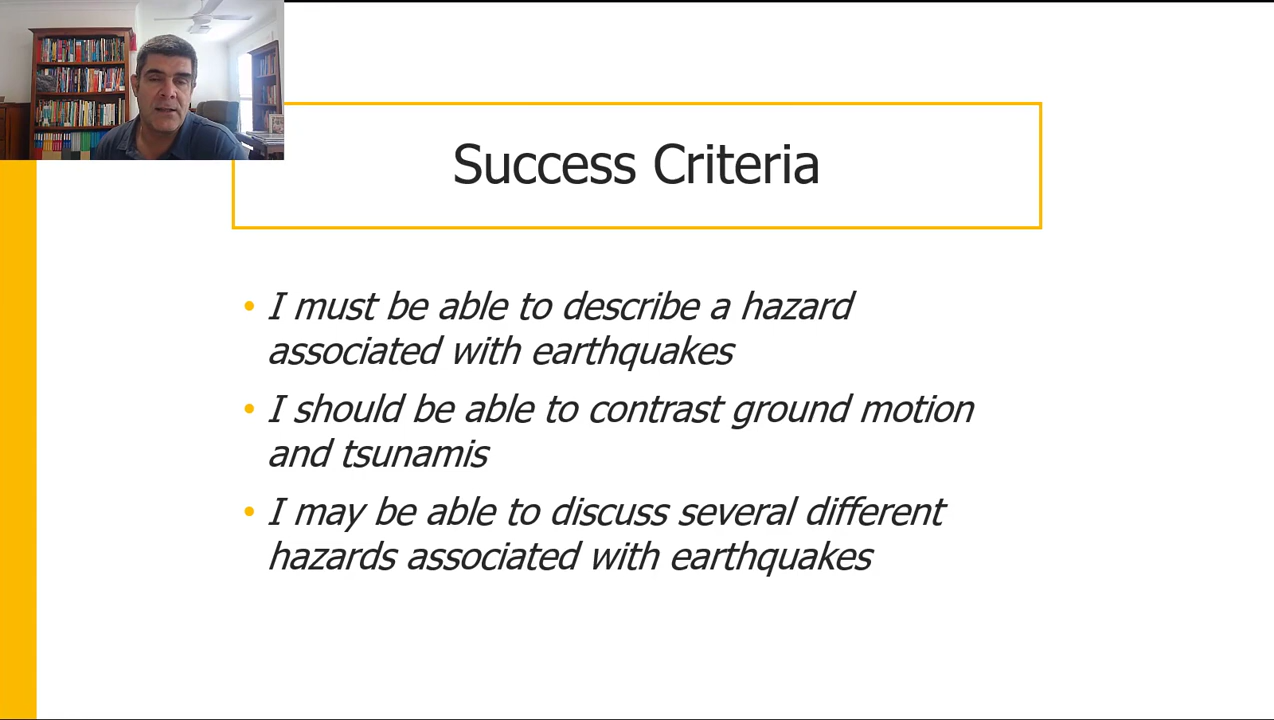 Success Criteria
• I must be able to describe a hazard
associated with earthquakes
• I should be able to contrast ground motion
and tsunamis
• I may be able to discuss several different
hazards associated with earthquakes